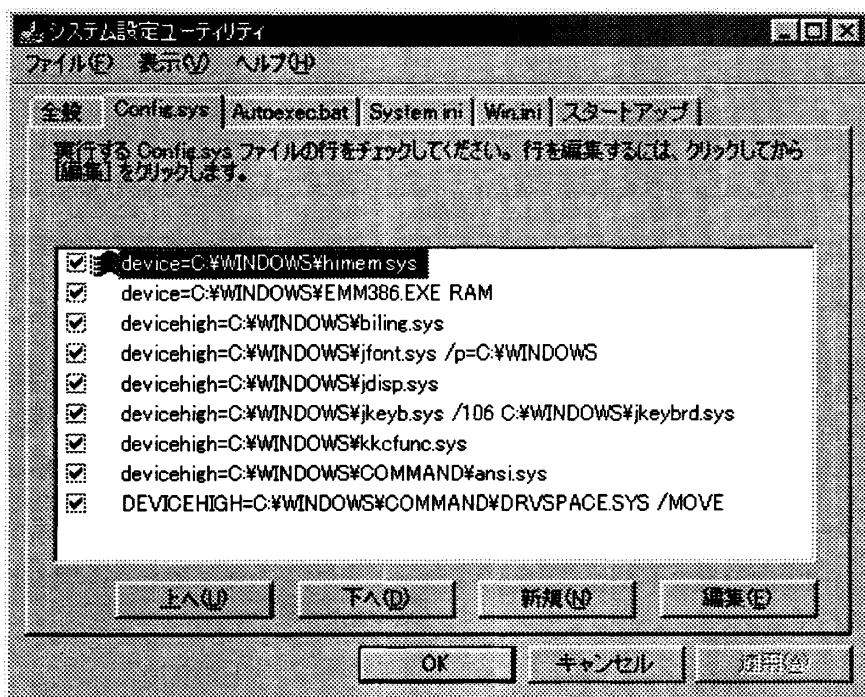 システム設定ユーティリティ
ファイル(F) 表示(V) ヘルプ(H)
全般 Config.sys Autoexec.bat System.ini Win.ini スタートアップ
実行する Config.sys ファイルの行をチェックしてください。行を編集するには、クリックしてから
[編集] をクリックします。
device=C:¥WINDOWS¥himem.sys
device=C:¥WINDOWS¥EMM386.EXE RAM
devicehigh=C:¥WINDOWS¥biling.sys
devicehigh=C:¥WINDOWS¥jfont.sys /p=C:¥WINDOWS
devicehigh=C:¥WINDOWS¥jdisp.sys
devicehigh=C:¥WINDOWS¥jkeyb.sys /106 C:¥WINDOWS¥jkeybrd.sys
devicehigh=C:¥WINDOWS¥kkcfunc.sys
devicehigh=C:¥WINDOWS¥COMMAND¥ansi.sys
DEVICEHIGH=C:¥WINDOWS¥COMMAND¥DRVSPACE.SYS /MOVE
上へ(U) 下へ(D) 新規(N) 編集(E)
OK キャンセル 適用(A)